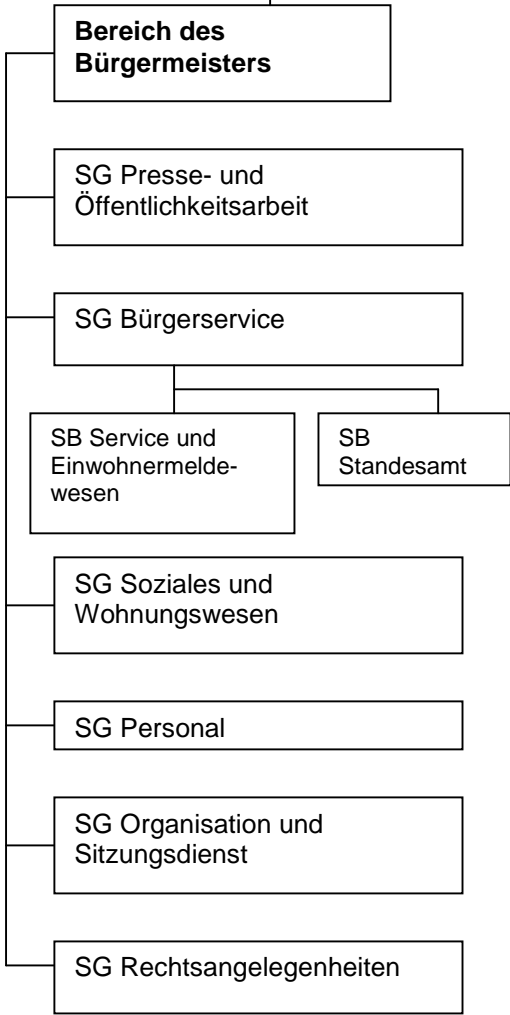 Bereich des
Bürgermeisters
SG Presse- und
Öffentlichkeitsarbeit
SG Bürgerservice
SB Service und
Einwohnermelde-
wesen
SB
Standesamt
SG Soziales und
Wohnungswesen
SG Personal
SG Organisation und
Sitzungsdienst
SG Rechtsangelegenheiten